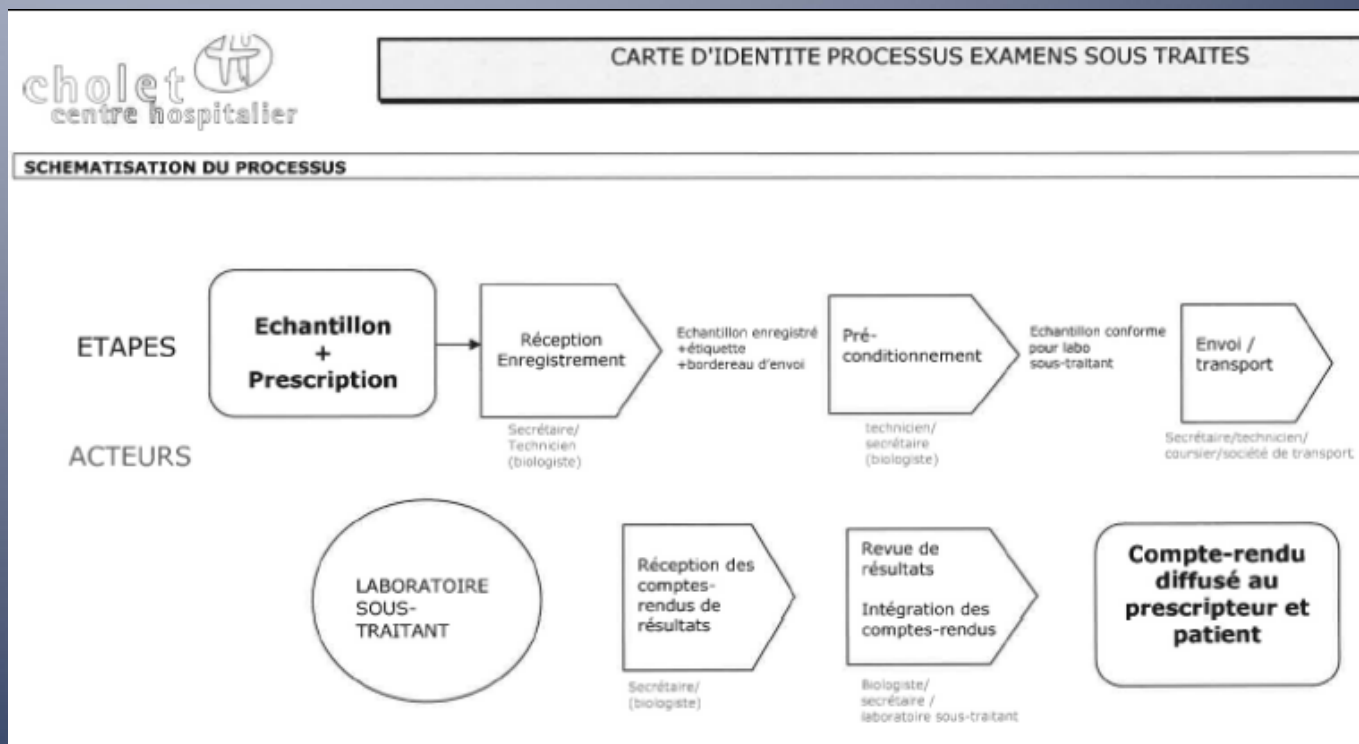 cholet
centre hospitalier
CARTE D'IDENTITE PROCESSUS EXAMENS SOUS TRAITES
SCHEMATISATION DU PROCESSUS
ETAPES
Echantillon
+
Prescription
Réception
Enregistrement
Echantillon enregistré
+étiquette
+bordereau d'envoi
Pré-
conditionnement
Echantillon conforme
pour labo
sous-traitant
Envoi /
transport
ACTEURS
Secrétaire/
Technicien
(biologiste)
technicien/
secrétaire
(biologiste)
Secrétaire/technicien/
coursier/société de transport
LABORATOIRE
SOUS-
TRAITANT
Réception des
comptes-
rendus de
résultats
Revue de
résultats
Intégration des
comptes-rendus
Compte-rendu
diffusé au
prescripteur et
patient
Secrétaire/
(biologiste)
Biologiste/
secrétaire /
laboratoire sous-traitant